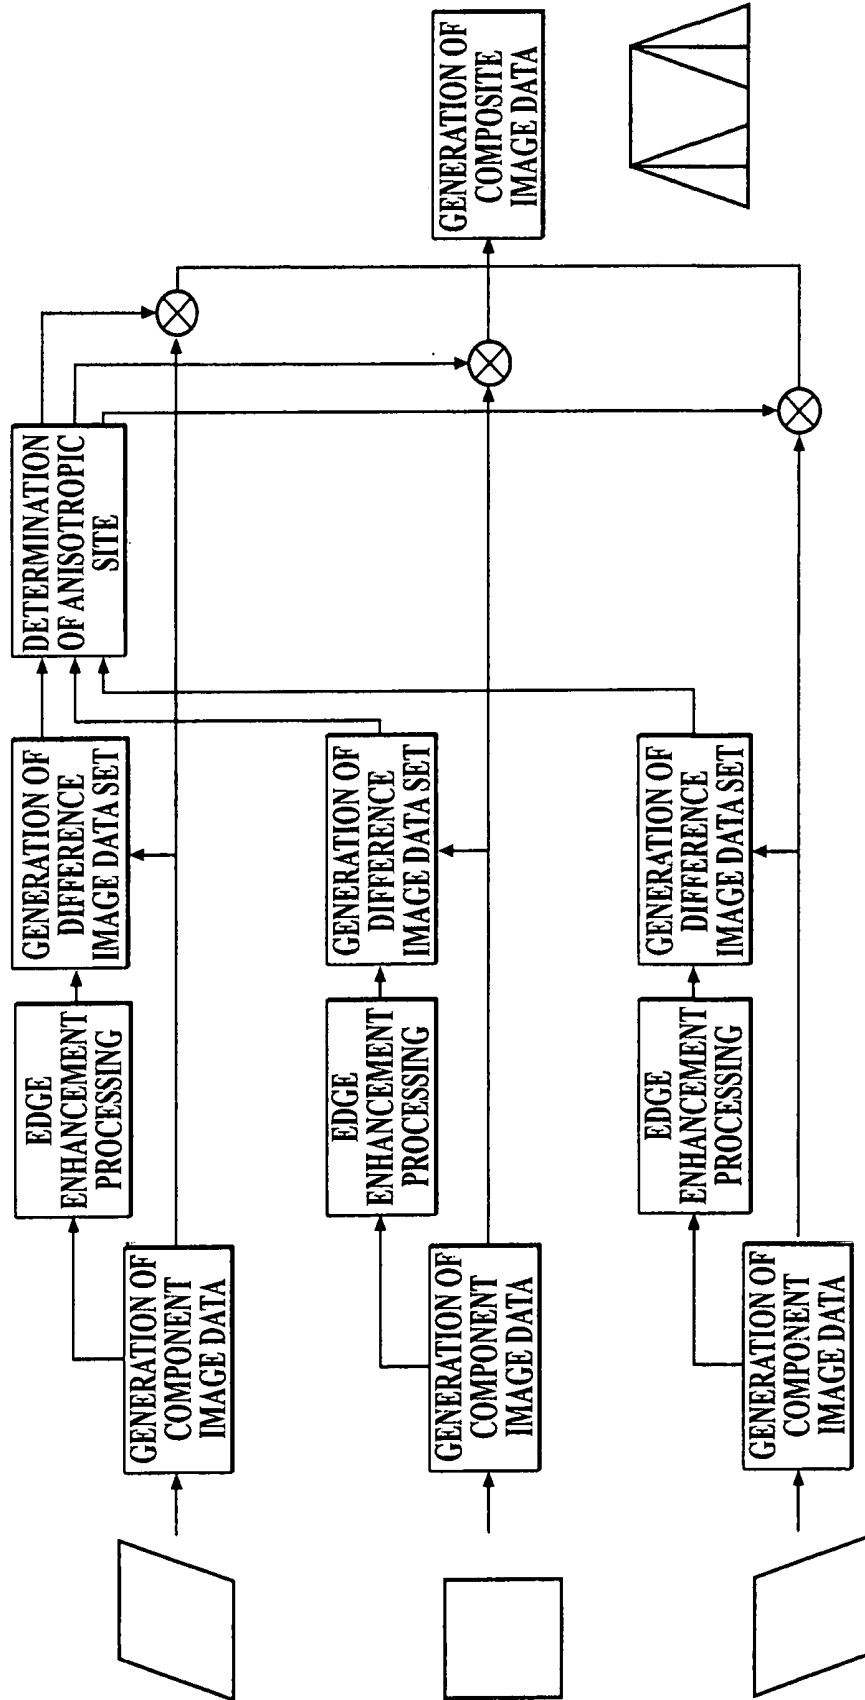 GENERATION OF
COMPONENT
IMAGE DATA
EDGE
ENHANCEMENT
PROCESSING
GENERATION OF
DIFFERENCE
IMAGE DATA SET
DETERMINATION
OF ANISOTROPIC
SITE
GENERATION OF
COMPONENT
IMAGE DATA
EDGE
ENHANCEMENT
PROCESSING
GENERATION OF
DIFFERENCE
IMAGE DATA SET
GENERATION OF
COMPOSITE
IMAGE DATA
GENERATION OF
COMPONENT
IMAGE DATA
EDGE
ENHANCEMENT
PROCESSING
GENERATION OF
DIFFERENCE
IMAGE DATA SET